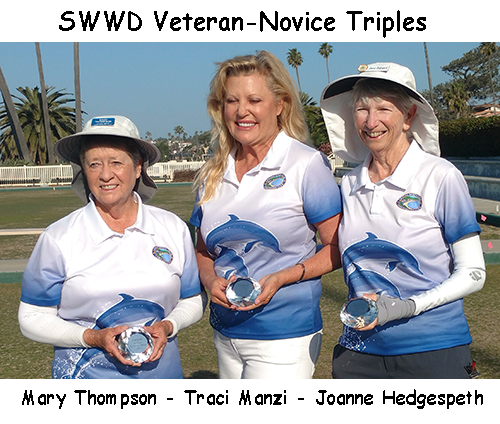 SWWD Veteran-Novice Triples
Mary Thompson - Traci Manzi - Joanne Hedgespeth